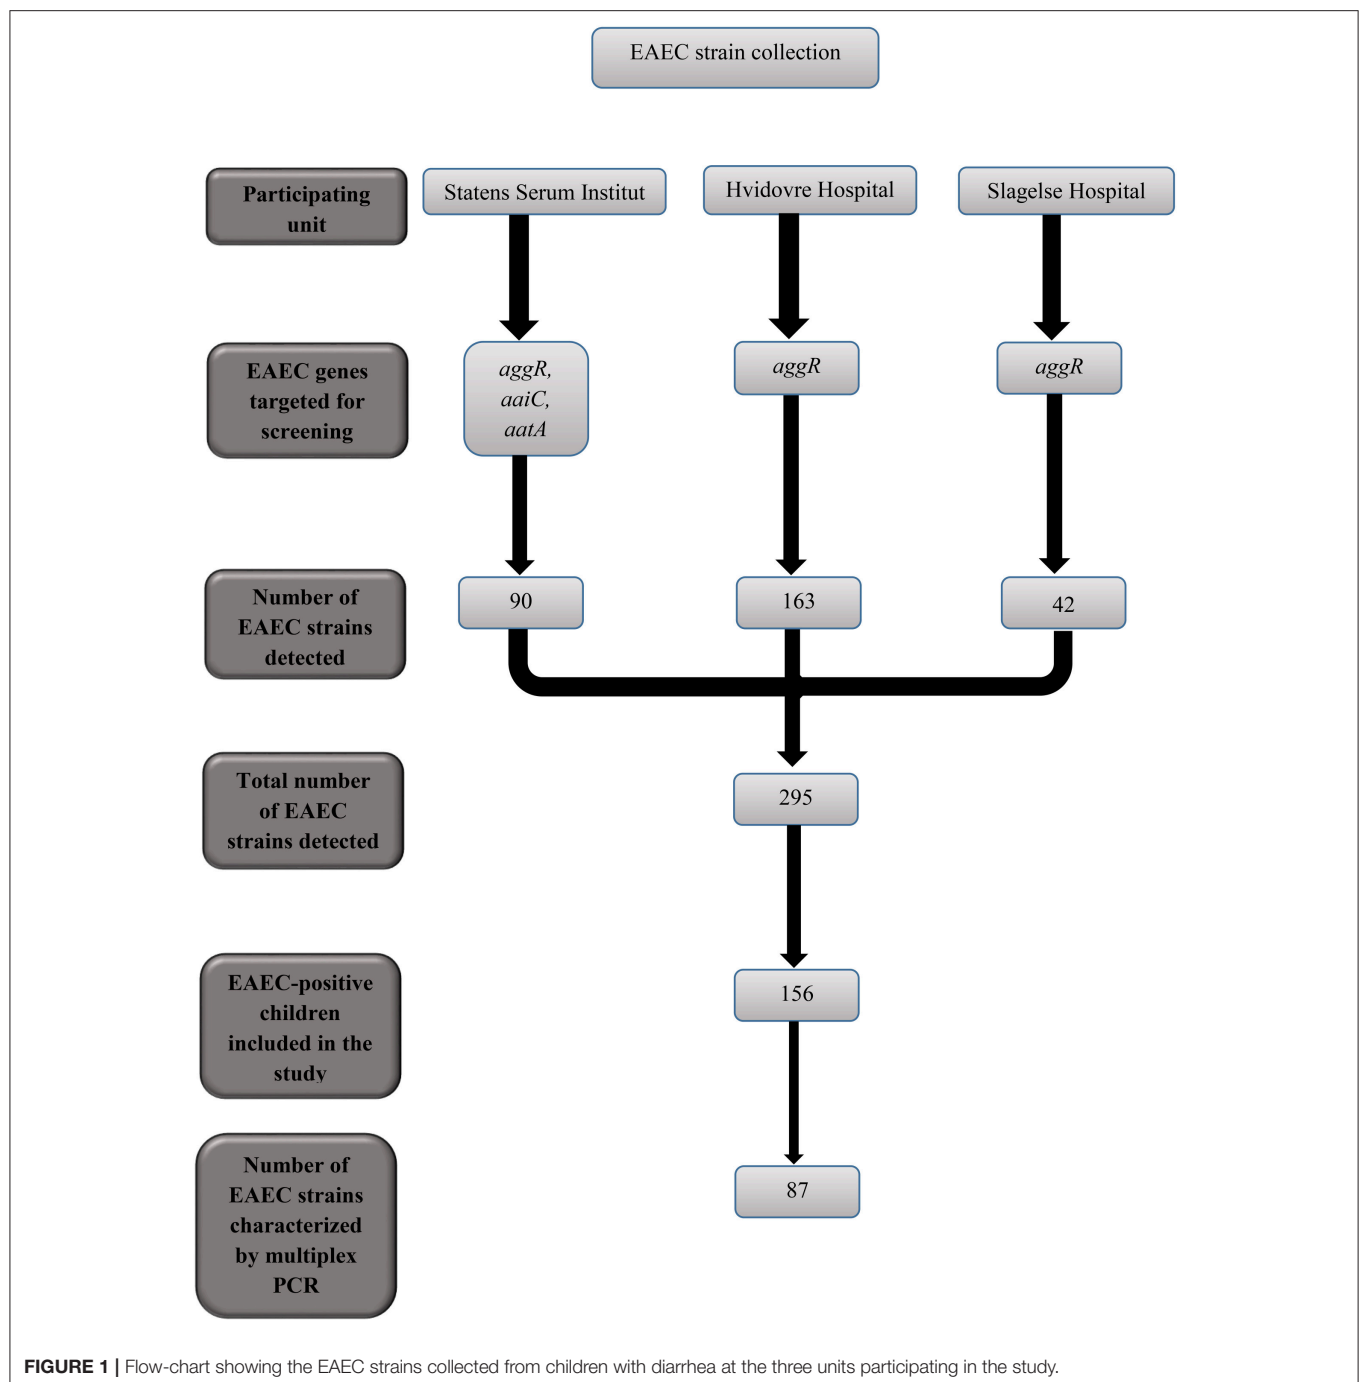 EAEC strain collection
Participating
unit
Statens Serum Institut
Hvidovre Hospital
Slagelse Hospital
EAEC genes
targeted for
screening
aggR,
aaiC,
aatA
aggR
aggR
Number of
EAEC strains
detected
90
163
42
Total number
of EAEC
strains detected
295
EAEC-positive
children
included in the
study
156
Number of
EAEC strains
characterized
by multiplex
PCR
87
FIGURE 1 | Flow-chart showing the EAEC strains collected from children with diarrhea at the three units participating in the study.